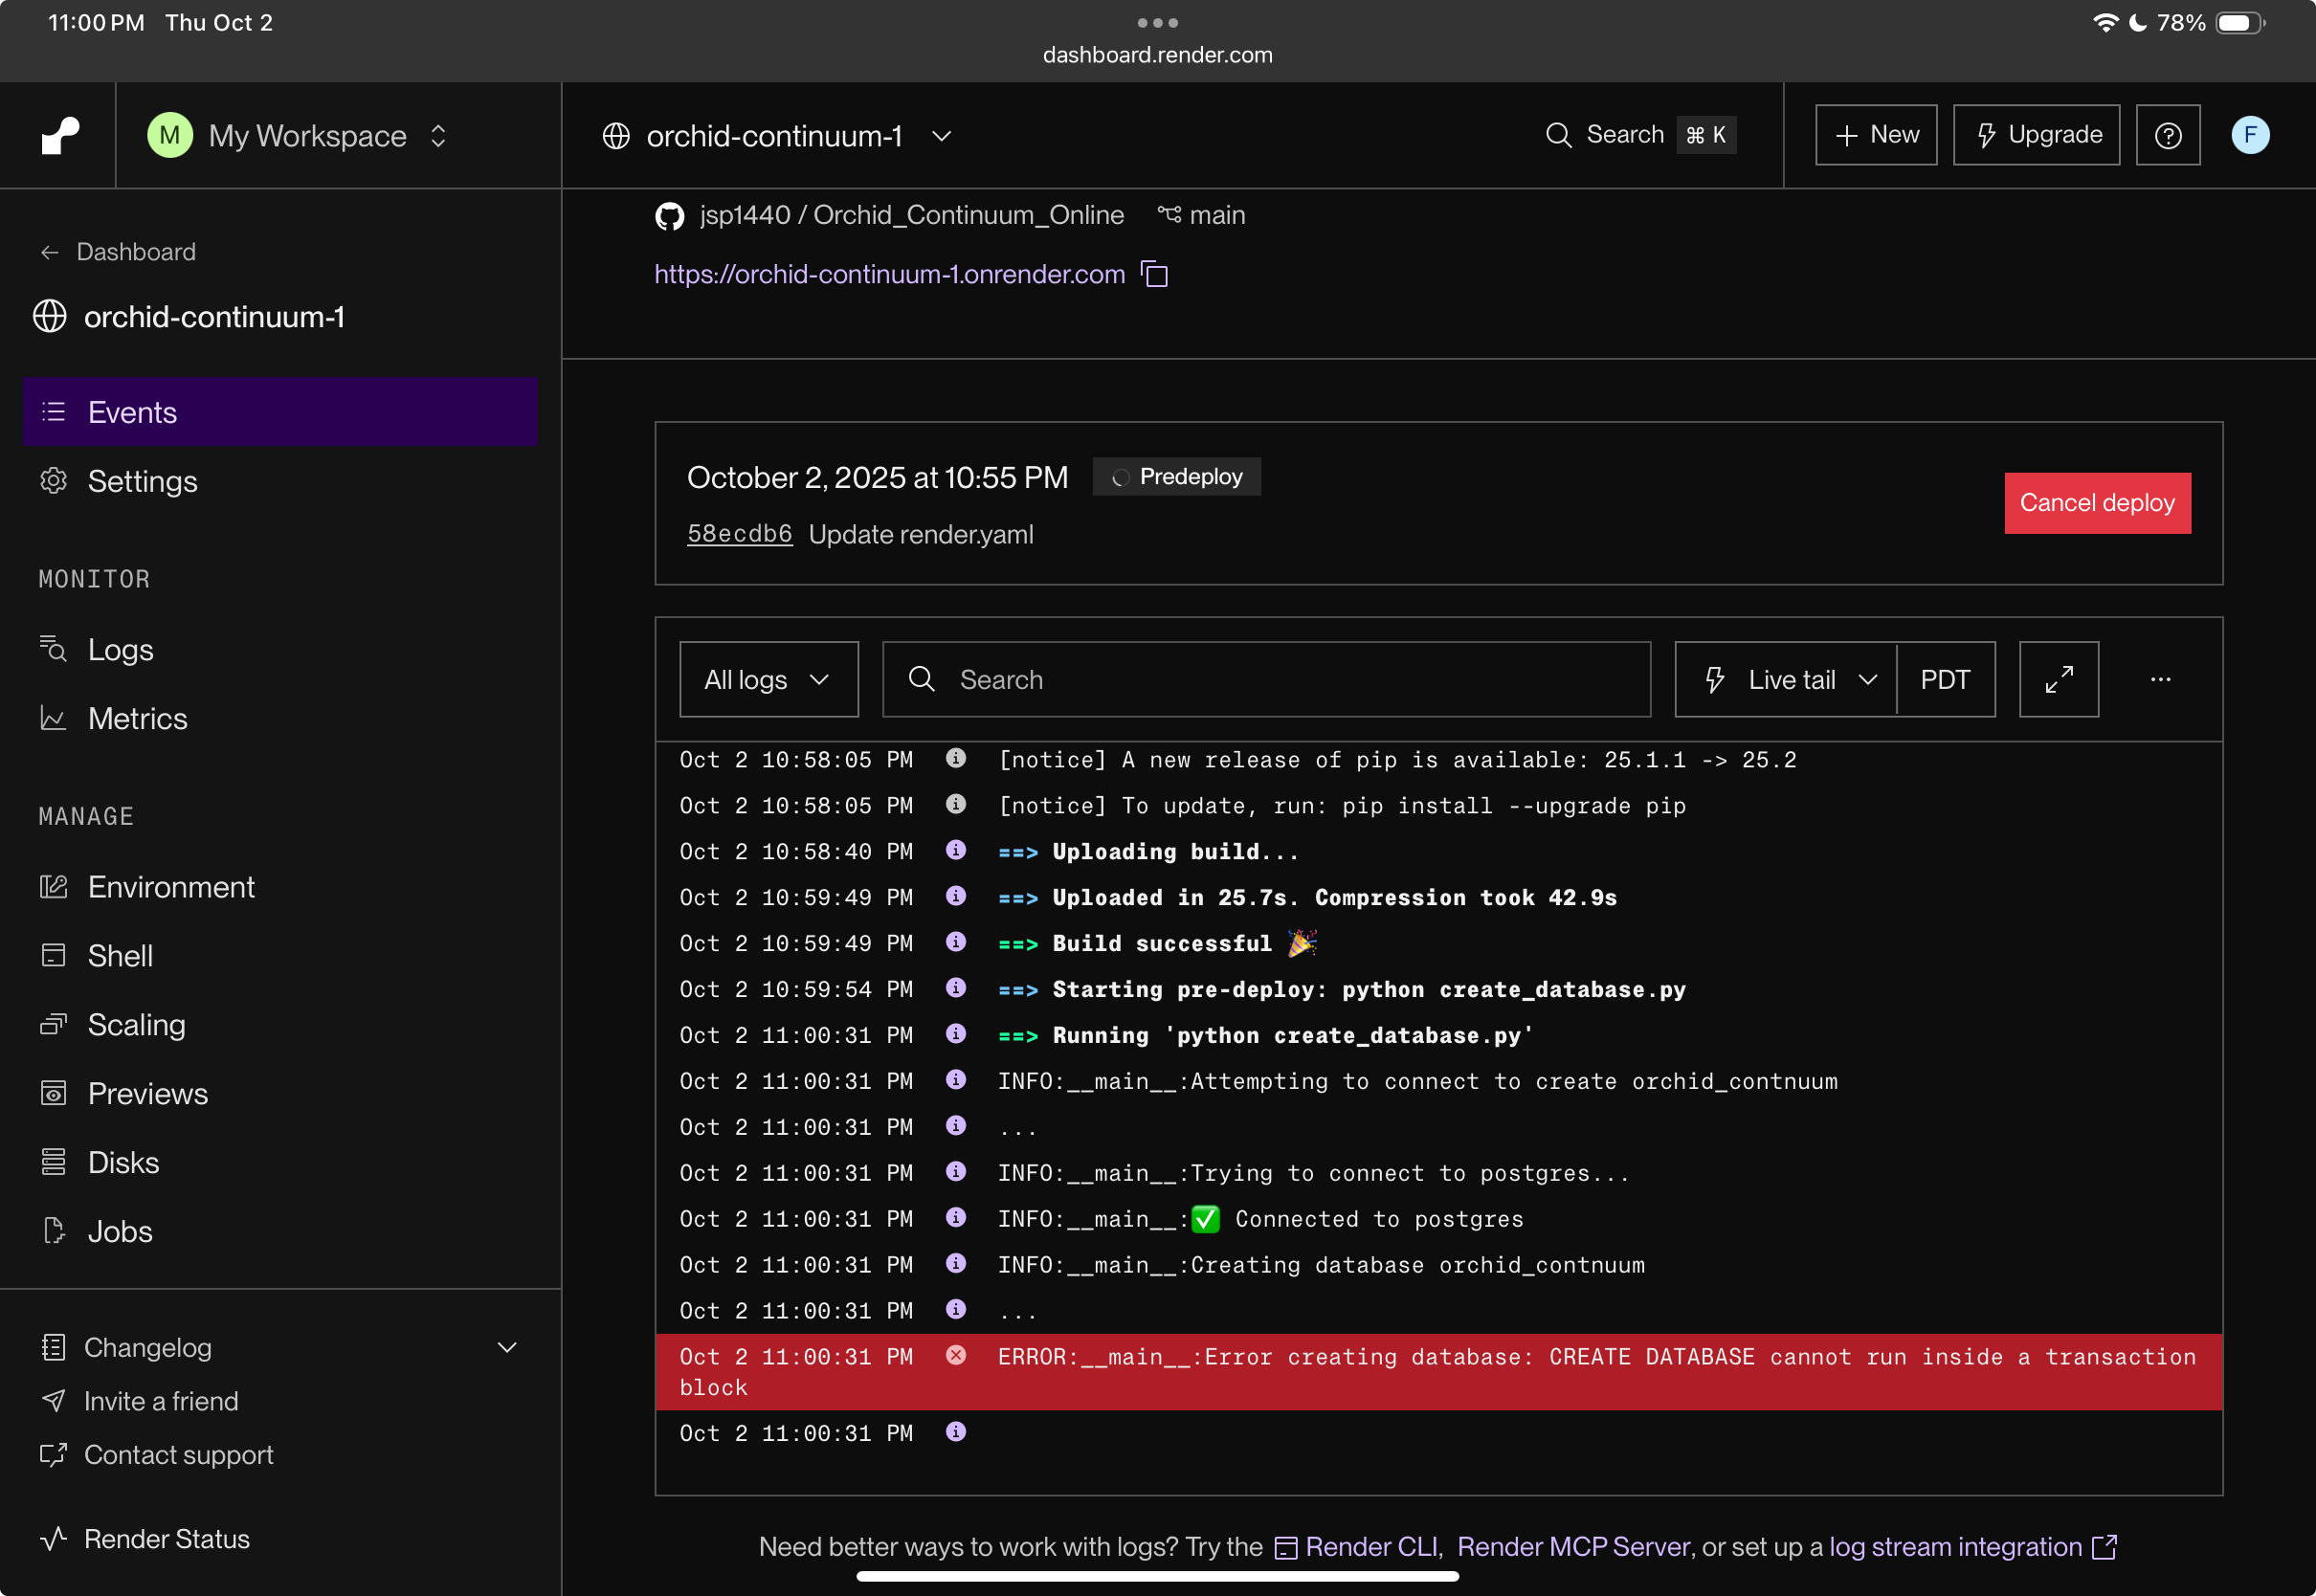 11:00 PM Thu Oct 2
78%
dashboard.render.com
M My Workspace
orchid-continuum-1
Search ⌘ K
+ New
Upgrade
F
← Dashboard
orchid-continuum-1
Events
Settings
MONITOR
Logs
Metrics
MANAGE
Environment
Shell
Scaling
Previews
Disks
Jobs
Changelog
Invite a friend
Contact support
Render Status
jsp1440 / Orchid_Continuum_Online main
https://orchid-continuum-1.onrender.com
October 2, 2025 at 10:55 PM Predeploy
58ecdb6 Update render.yaml
Cancel deploy
All logs
Search
Live tail
PDT
...
Oct 2 10:58:05 PM [notice] A new release of pip is available: 25.1.1 -> 25.2
Oct 2 10:58:05 PM [notice] To update, run: pip install --upgrade pip
Oct 2 10:58:40 PM ==> Uploading build...
Oct 2 10:59:49 PM ==> Uploaded in 25.7s. Compression took 42.9s
Oct 2 10:59:49 PM ==> Build successful 🎉
Oct 2 10:59:54 PM ==> Starting pre-deploy: python create_database.py
Oct 2 11:00:31 PM ==> Running 'python create_database.py'
Oct 2 11:00:31 PM INFO:__main__:Attempting to connect to create orchid_contnuum
Oct 2 11:00:31 PM ...
Oct 2 11:00:31 PM INFO:__main__:Trying to connect to postgres...
Oct 2 11:00:31 PM INFO:__main__:✅ Connected to postgres
Oct 2 11:00:31 PM INFO:__main__:Creating database orchid_contnuum
Oct 2 11:00:31 PM ...
Oct 2 11:00:31 PM ERROR:__main__:Error creating database: CREATE DATABASE cannot run inside a transaction
block
Oct 2 11:00:31 PM
Need better ways to work with logs? Try the Render CLI, Render MCP Server, or set up a log stream integration